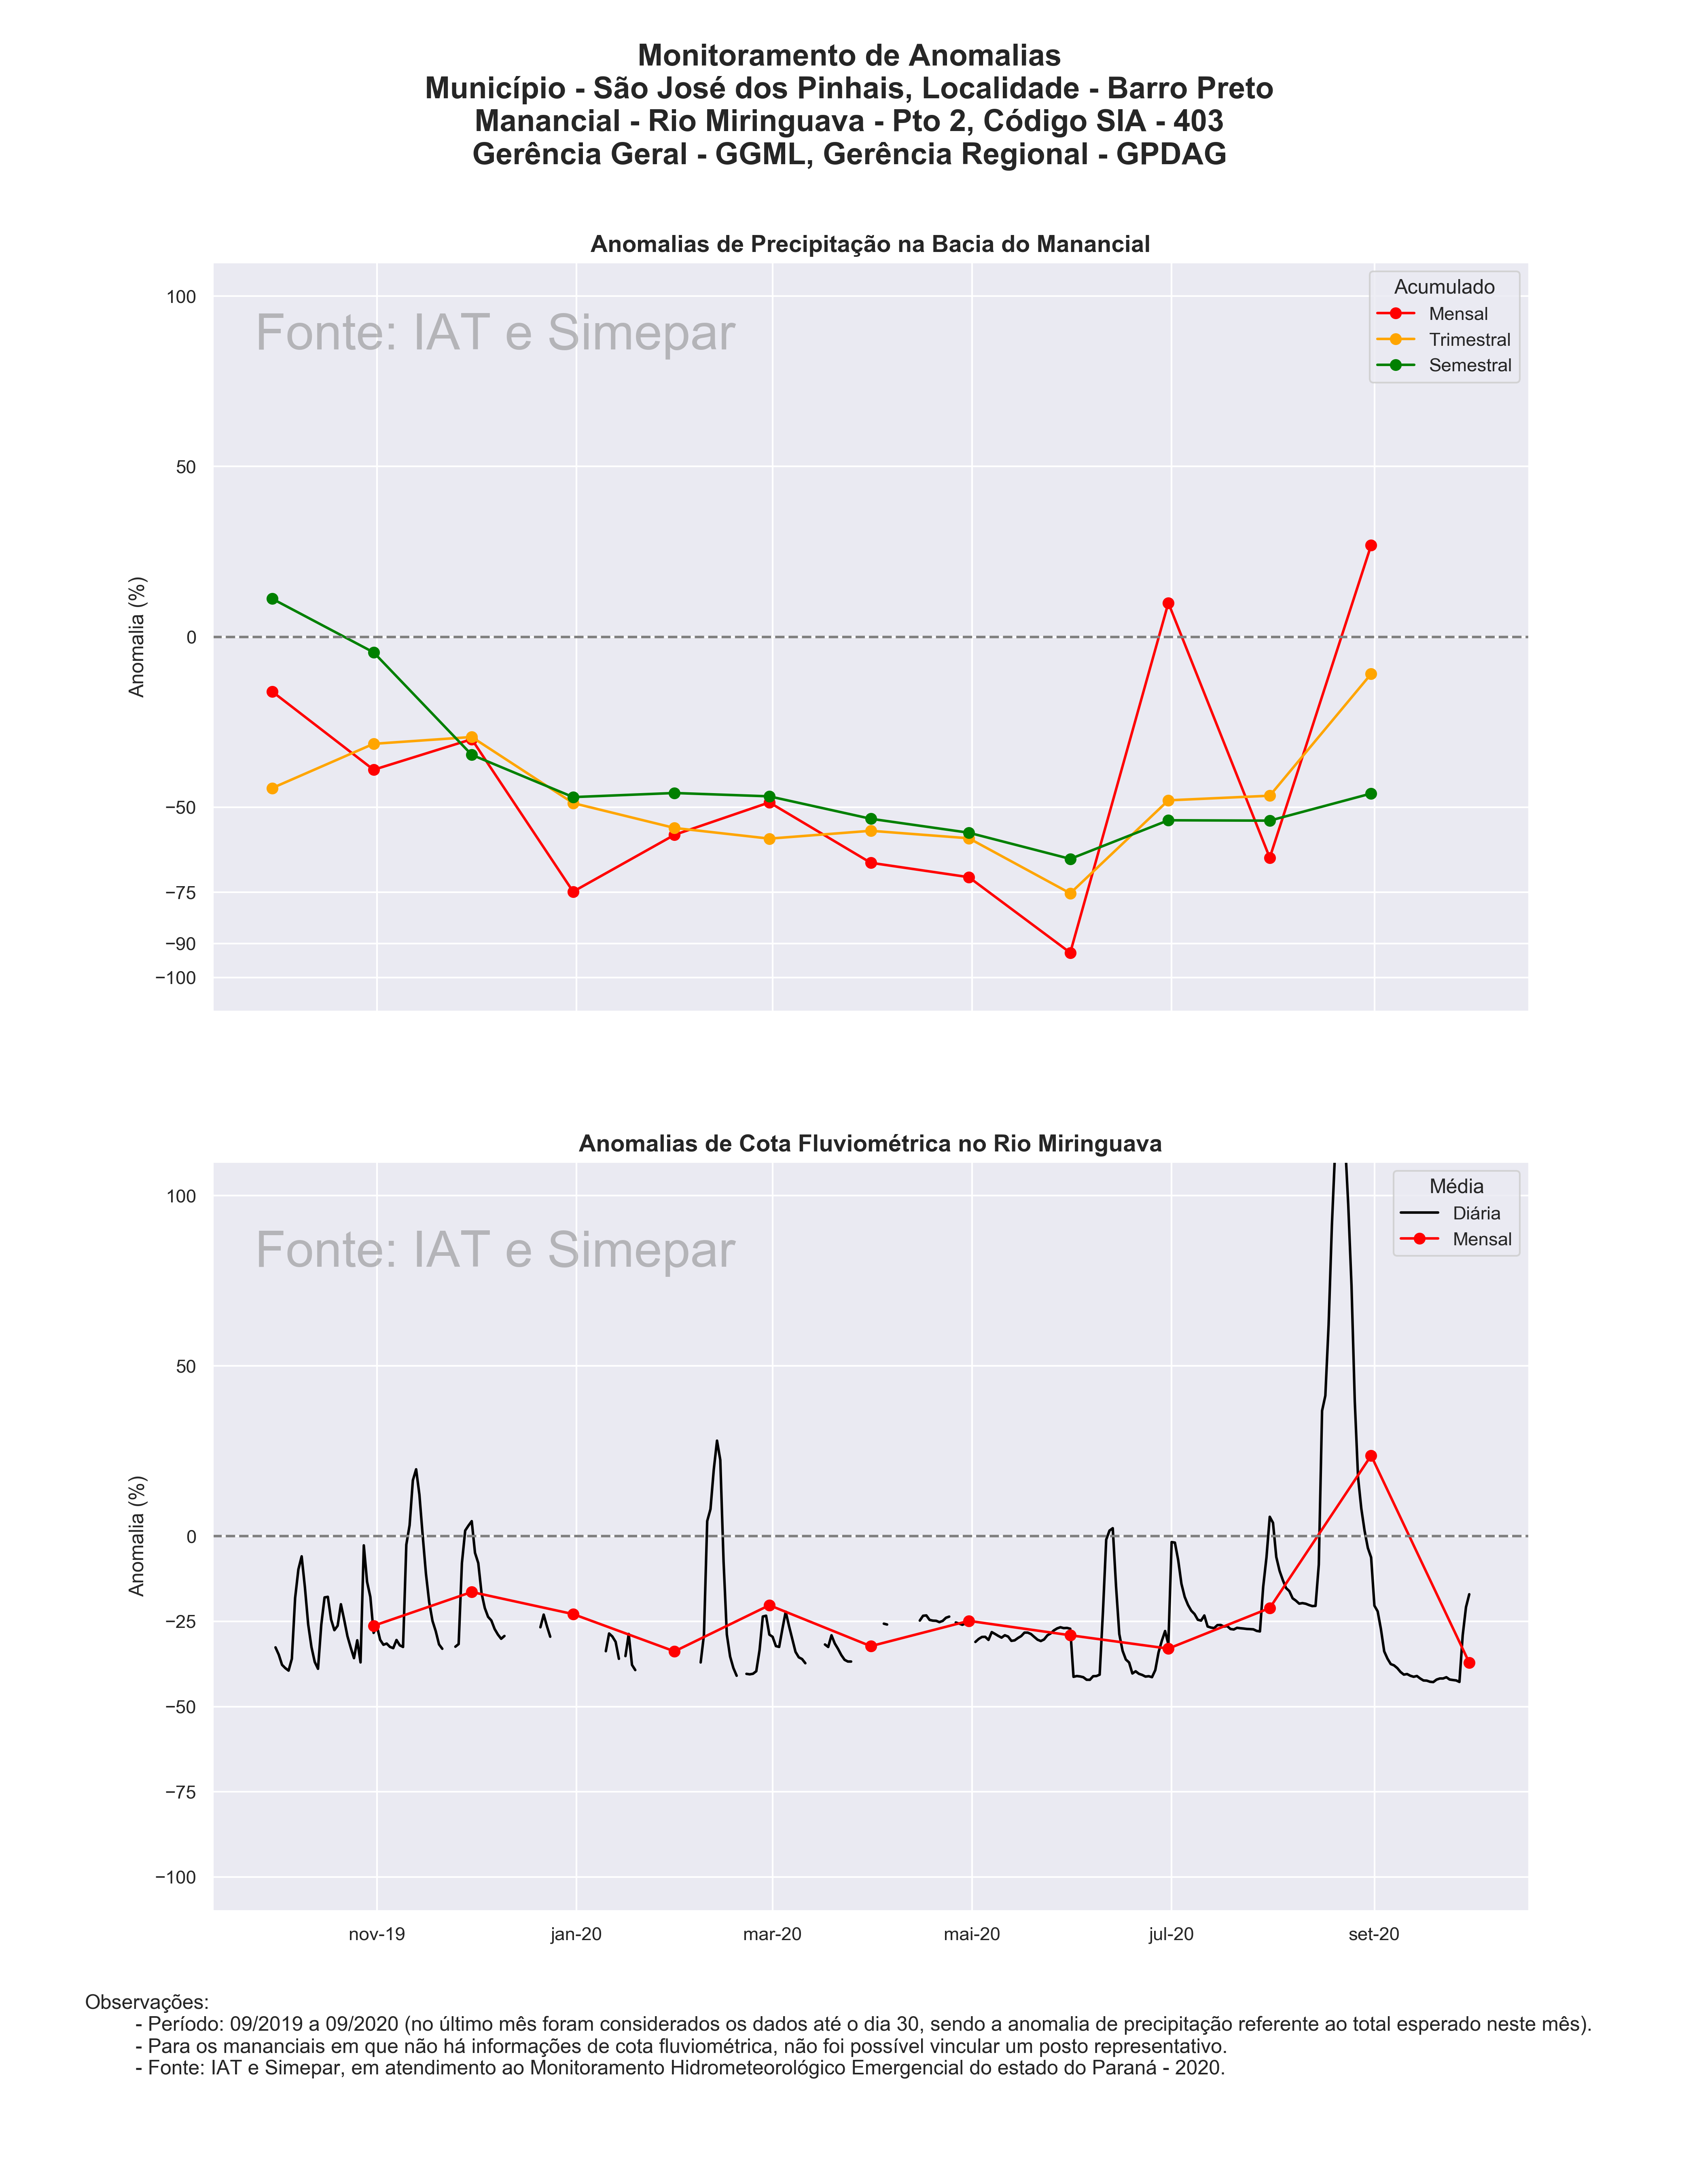 Monitoramento de Anomalias
Município - São José dos Pinhais, Localidade - Barro Preto
Manancial - Rio Miringuava - Pto 2, Código SIA - 403
Gerência Geral - GGML, Gerência Regional - GPDAG
Anomalias de Precipitação na Bacia do Manancial
Fonte: IAT e Simepar
Acumulado
Mensal
Trimestral
Semestral
Anomalia (%)
100
50
0
−50
−75
−90
−100
Anomalias de Cota Fluviométrica no Rio Miringuava
Fonte: IAT e Simepar
Média
Diária
Mensal
Anomalia (%)
100
50
0
−25
−50
−75
−100
nov-19
jan-20
mar-20
mai-20
jul-20
set-20
Observações:
- Período: 09/2019 a 09/2020 (no último mês foram considerados os dados até o dia 30, sendo a anomalia de precipitação referente ao total esperado neste mês).
- Para os mananciais em que não há informações de cota fluviométrica, não foi possível vincular um posto representativo.
- Fonte: IAT e Simepar, em atendimento ao Monitoramento Hidrometeorológico Emergencial do estado do Paraná - 2020.